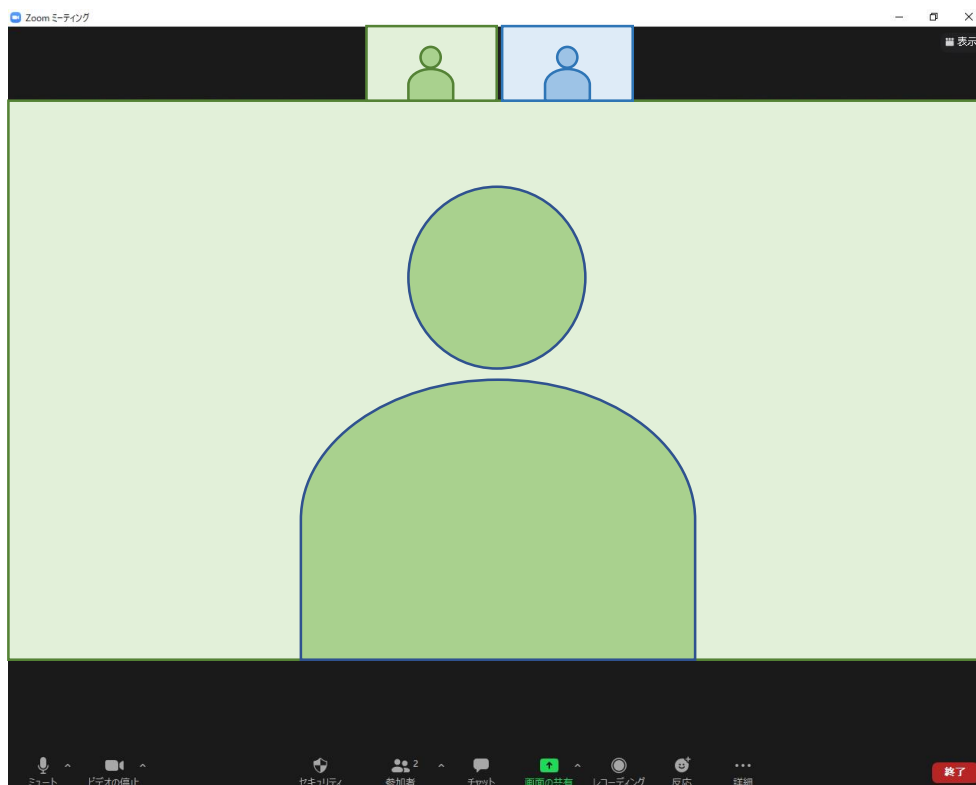 Zoom ミーティング
表示
ミュート
ビデオの停止
セキュリティ
参加者
2
チャット
画面の共有
レコーディング
反応
詳細
終了